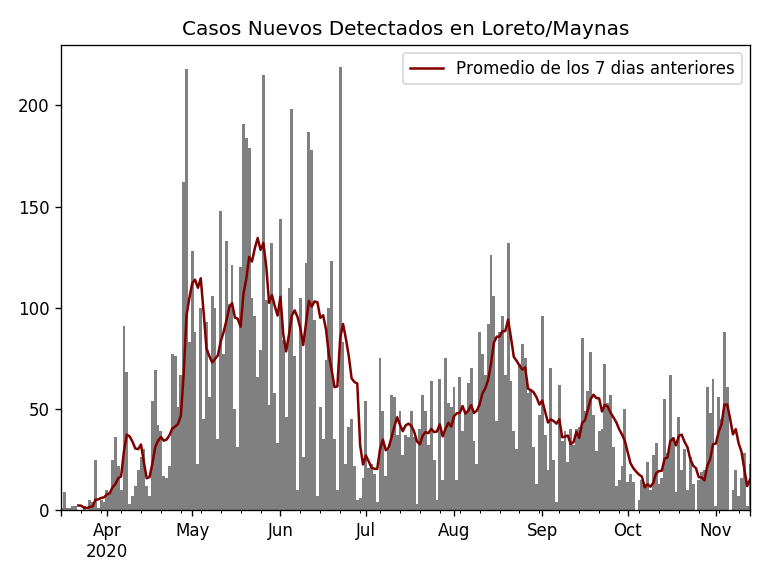 Casos Nuevos Detectados en Loreto/Maynas
Promedio de los 7 dias anteriores
200
150
100
50
0
Apr May Jun Jul Aug Sep Oct Nov
2020